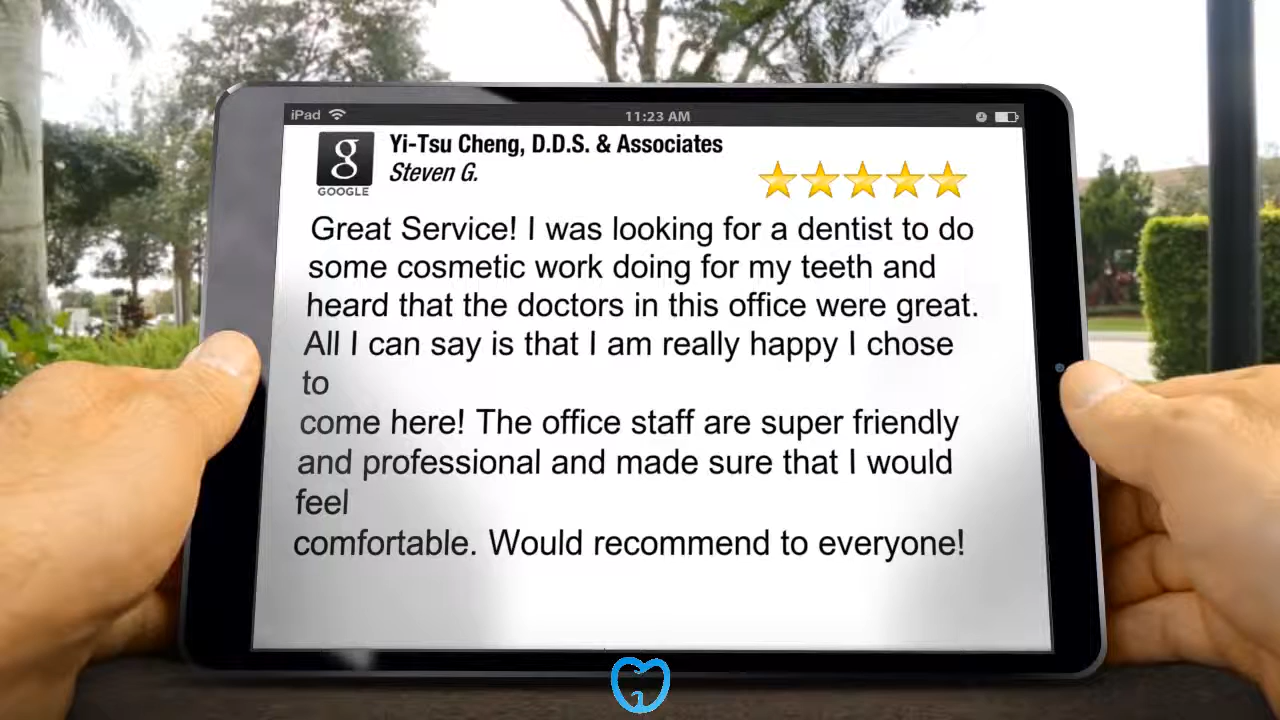 iPad 11:23 AM
g
GOOGLE
Yi-Tsu Cheng, D.D.S. & Associates
Steven G.
Great Service! I was looking for a dentist to do
some cosmetic work doing for my teeth and
heard that the doctors in this office were great.
All I can say is that I am really happy I chose
to
come here! The office staff are super friendly
and professional and made sure that I would
feel
comfortable. Would recommend to everyone!